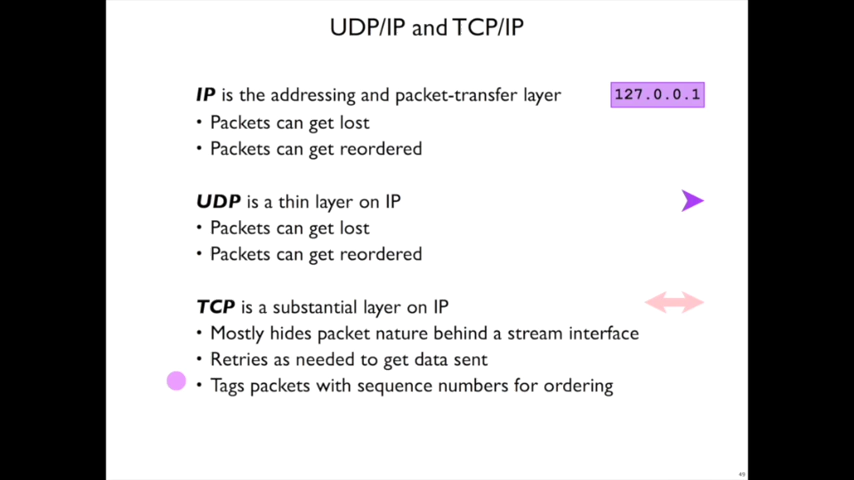 UDP/IP and TCP/IP
IP is the addressing and packet-transfer layer
127.0.0.1
• Packets can get lost
• Packets can get reordered
UDP is a thin layer on IP
• Packets can get lost
• Packets can get reordered
TCP is a substantial layer on IP
• Mostly hides packet nature behind a stream interface
• Retries as needed to get data sent
• Tags packets with sequence numbers for ordering